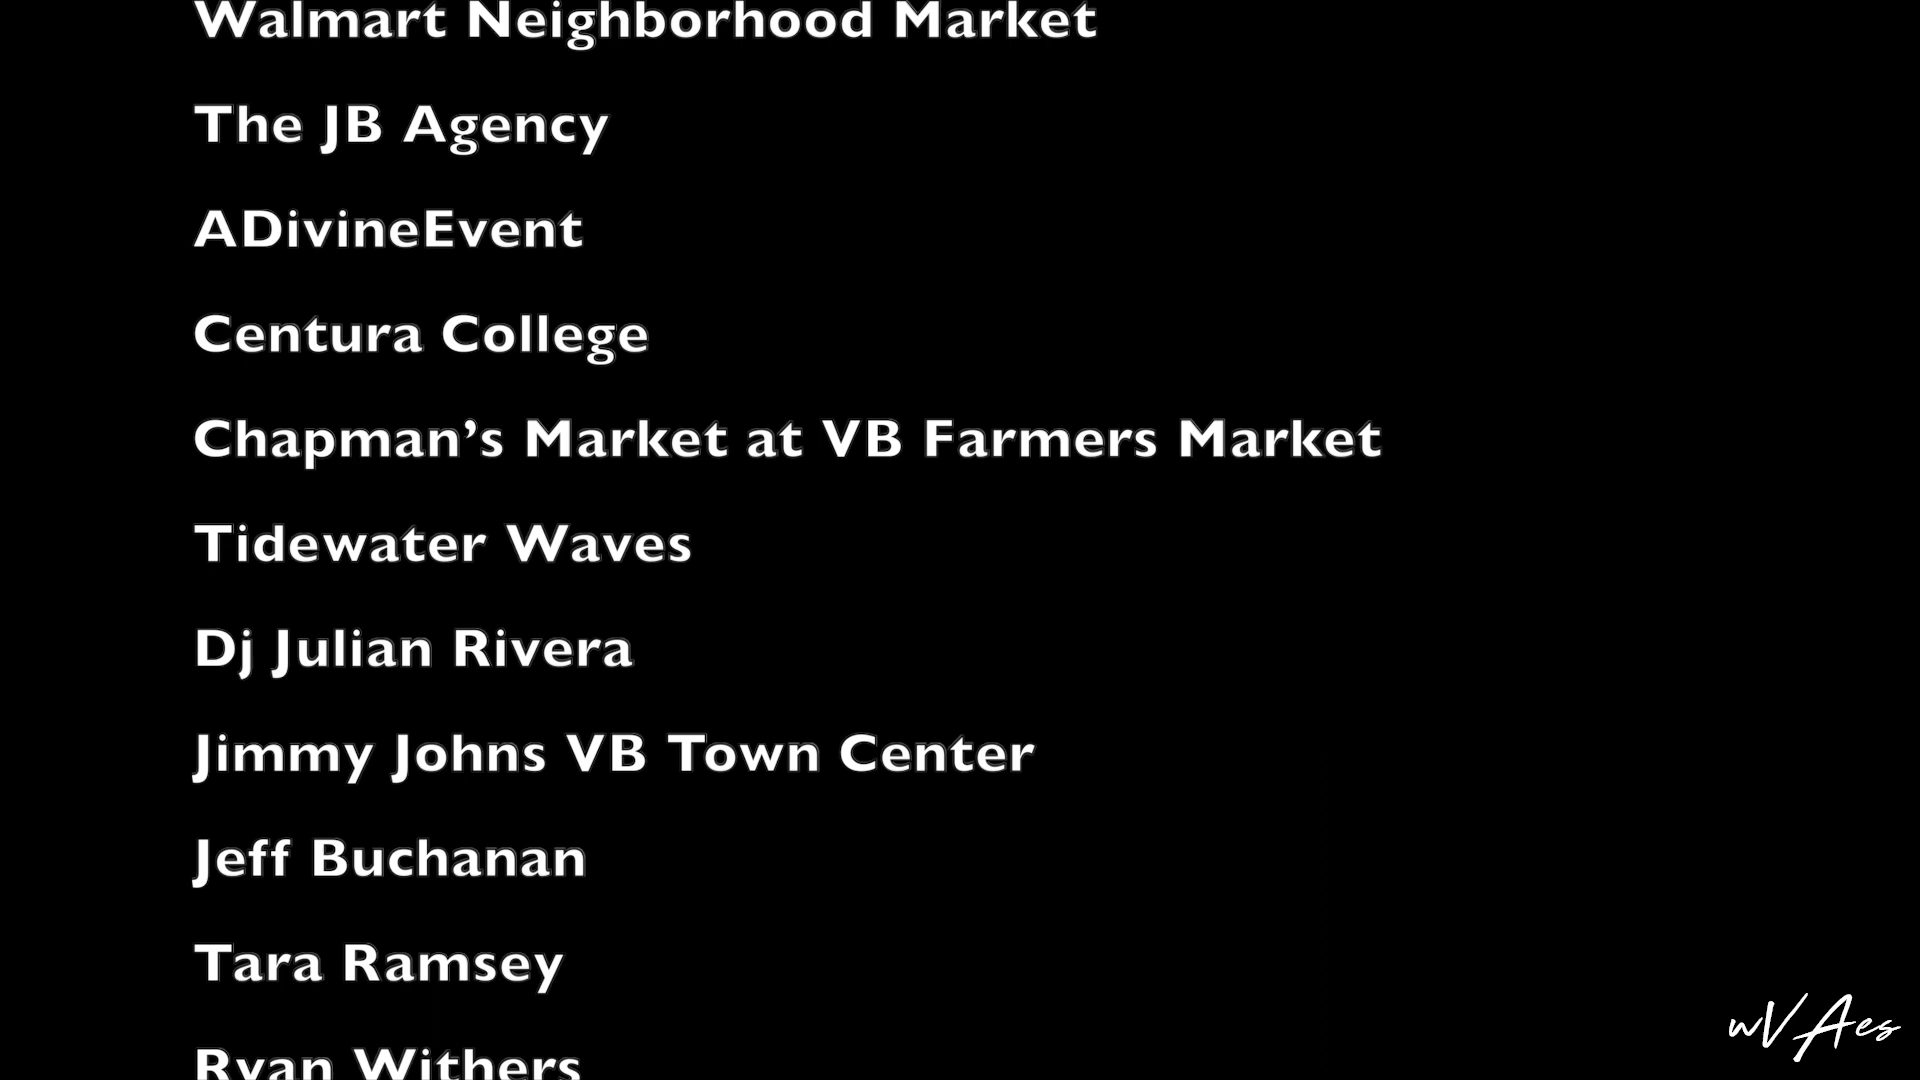 Walmart Neighborhood Market
The JB Agency
ADivineEvent
Centura College
Chapman’s Market at VB Farmers Market
Tidewater Waves
Dj Julian Rivera
Jimmy Johns VB Town Center
Jeff Buchanan
Tara Ramsey
Ryan Withers
wVAes